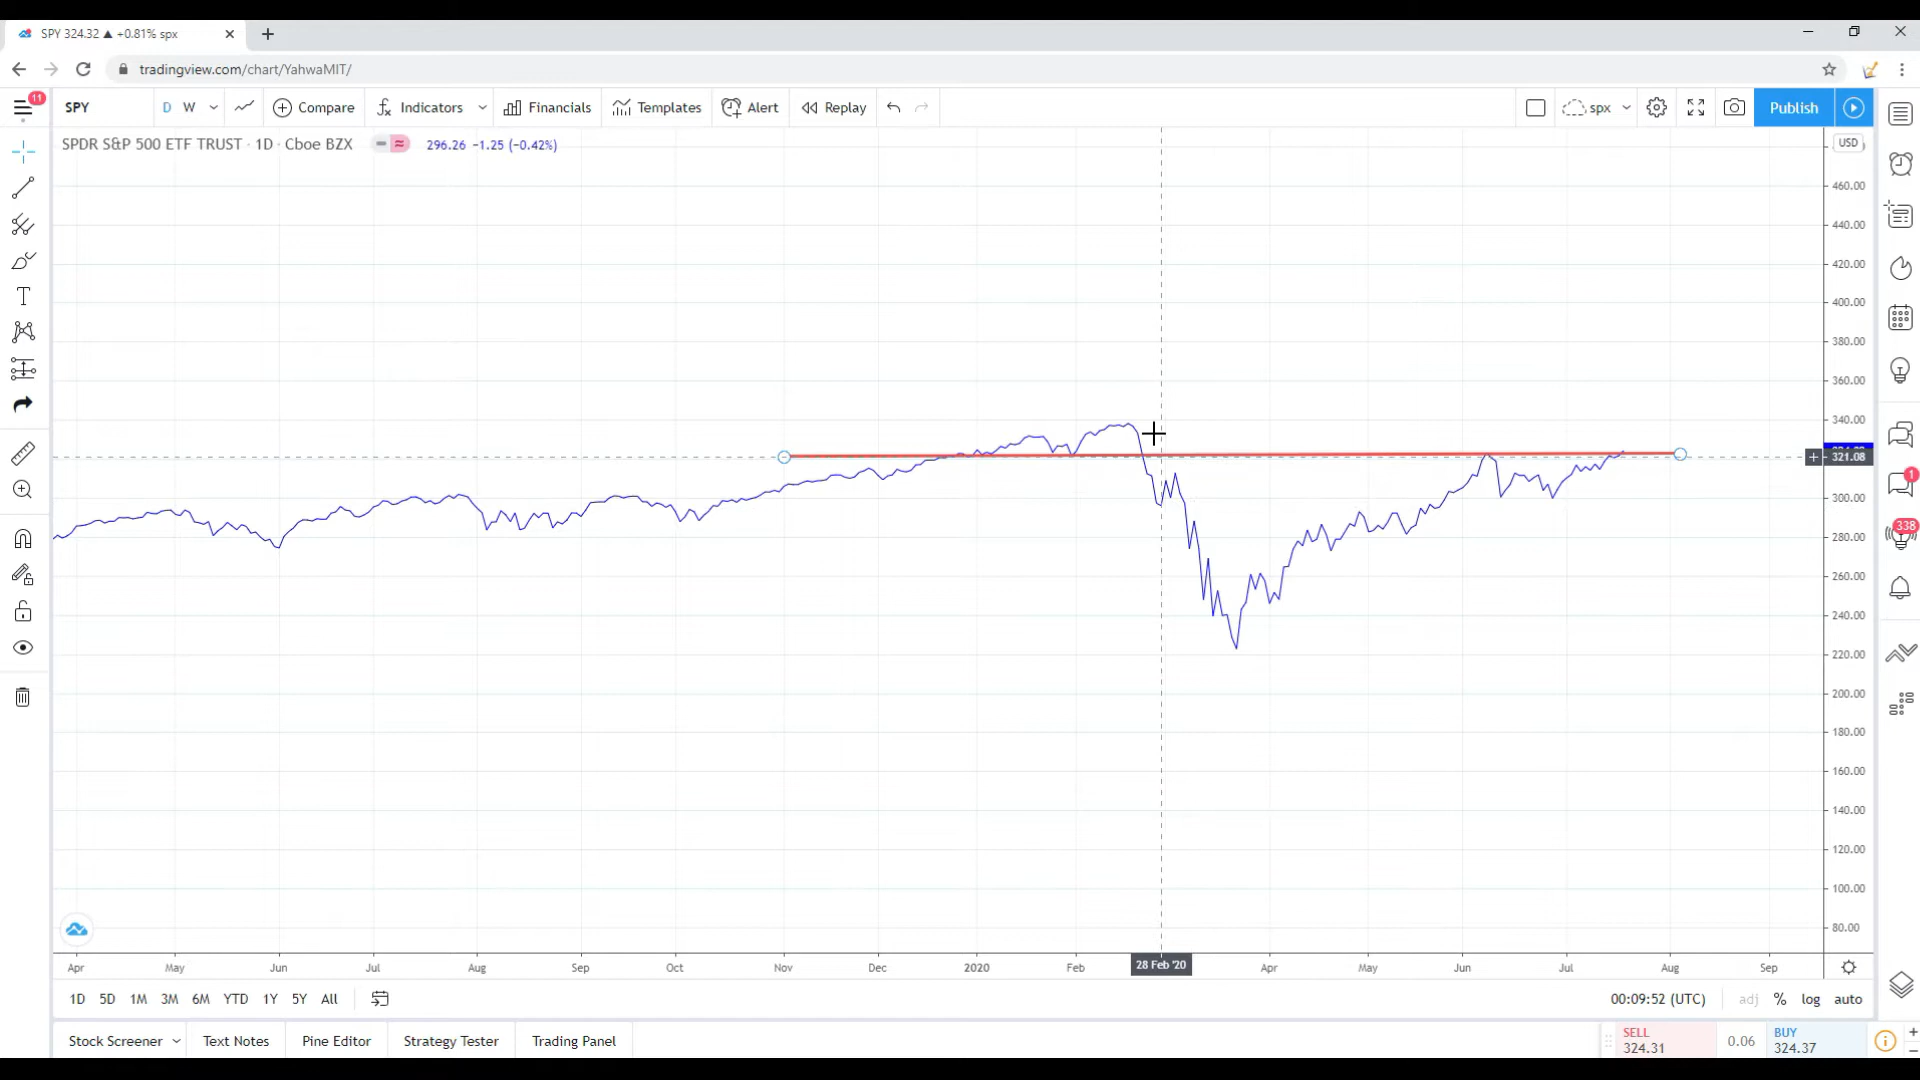 SPY 324.32 ▲ +0.81% spx
tradingview.com/chart/YahwaMIT/
11
SPY D W Compare Indicators Financials Templates Alert Replay spx Publish
SPDR S&P 500 ETF TRUST · 1D · Cboe BZX 296.26 −1.25 (−0.42%)
USD
460.00
440.00
420.00
400.00
380.00
360.00
340.00
321.08
300.00
280.00
260.00
240.00
220.00
200.00
180.00
160.00
140.00
120.00
100.00
80.00
1
338
Apr May Jun Jul Aug Sep Oct Nov Dec 2020 Feb 28 Feb '20 Apr May Jun Jul Aug Sep
1D 5D 1M 3M 6M YTD 1Y 5Y All 00:09:52 (UTC) adj % log auto
Stock Screener Text Notes Pine Editor Strategy Tester Trading Panel
SELL BUY
324.31 0.06 324.37